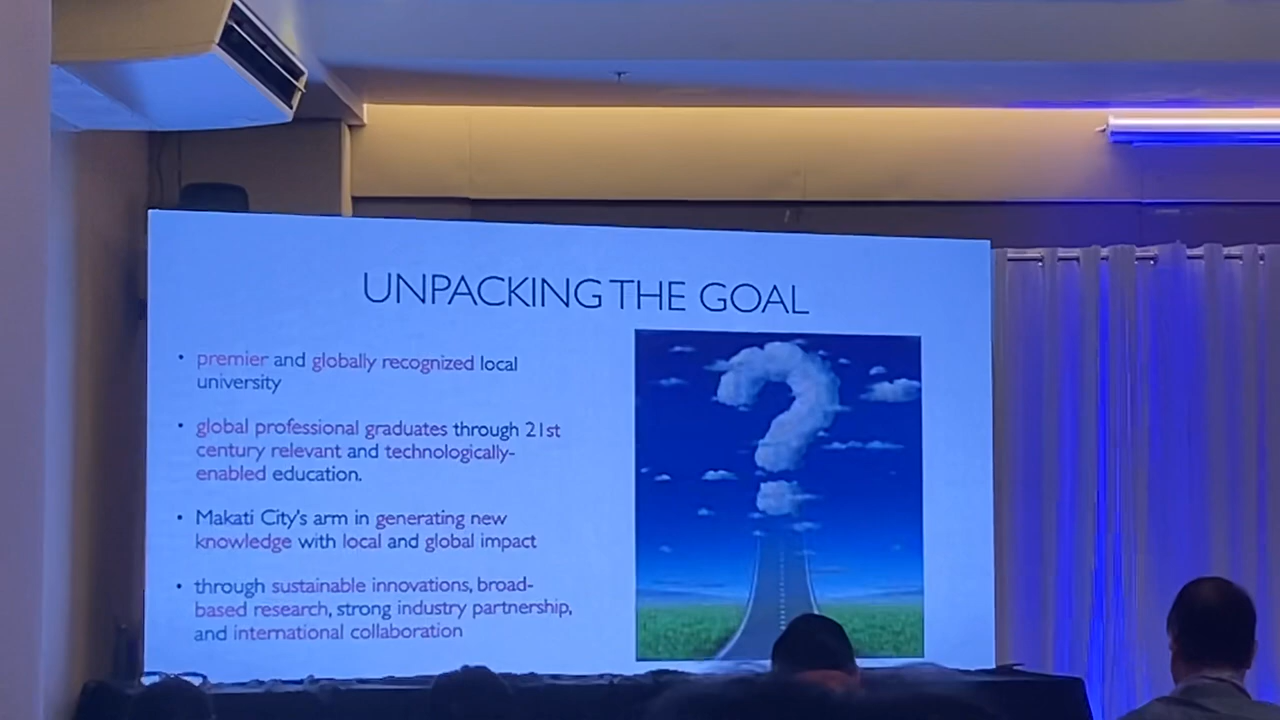 UNPACKING THE GOAL
• premier and globally recognized local
university
• global professional graduates through 21st
century relevant and technologically-
enabled education.
• Makati City's arm in generating new
knowledge with local and global impact
• through sustainable innovations, broad-
based research, strong industry partnership,
and international collaboration